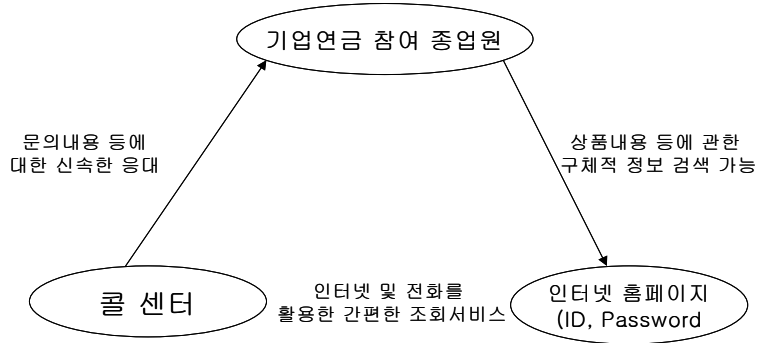 기업연금 참여 종업원
문의내용 등에
대한 신속한 응대
상품내용 등에 관한
구체적 정보 검색 가능
콜 센터
인터넷 및 전화를
활용한 간편한 조회서비스
인터넷 홈페이지
(ID, Password